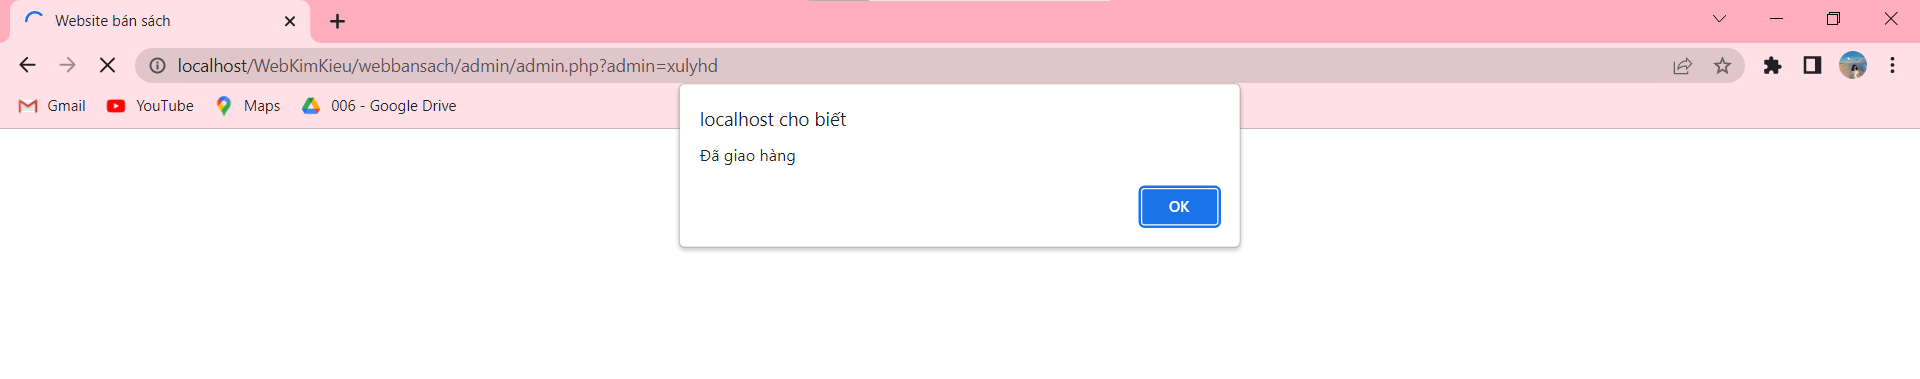 Website bán sách
localhost/WebKimKieu/webbansach/admin/admin.php?admin=xulyhd
Gmail YouTube Maps 006 - Google Drive
localhost cho biết
Đã giao hàng
OK